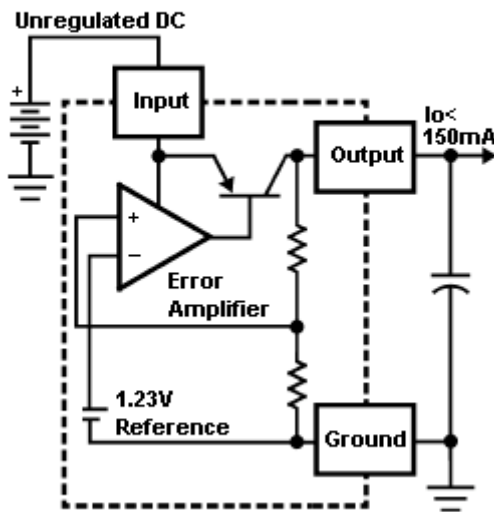 Unregulated DC
+
Input
Io<
150mA
Output
+
−
Error
Amplifier
1.23V
Reference
Ground